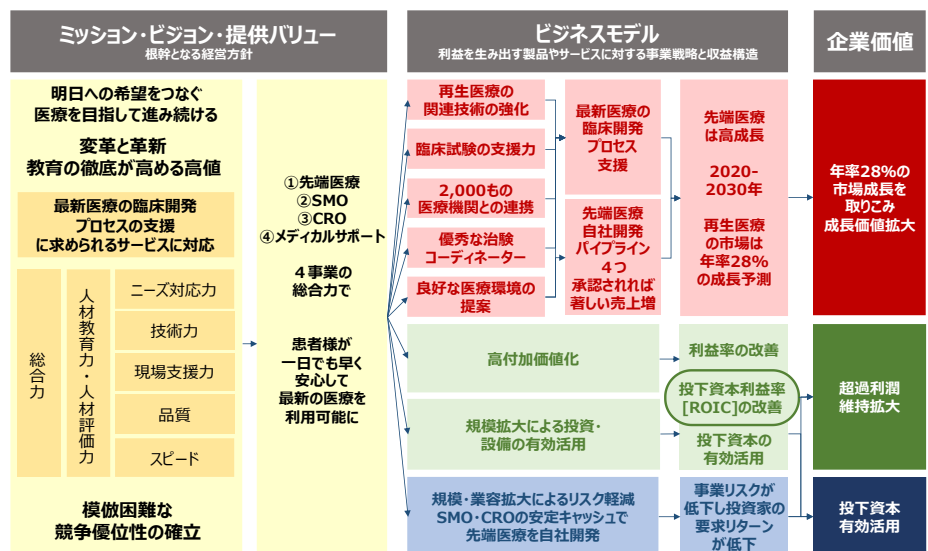 ミッション・ビジョン・提供バリュー
根幹となる経営方針
明日への希望をつなぐ
医療を目指して進み続ける
変革と革新
教育の徹底が高める高値
最新医療の臨床開発
プロセスの支援
に求められるサービスに対応
総合力
人材教育力・人材評価力
ニーズ対応力
技術力
現場支援力
品質
スピード
模倣困難な
競争優位性の確立
①先端医療
②SMO
③CRO
④メディカルサポート
４事業の
総合力で
患者様が
一日でも早く
安心して
最新の医療を
利用可能に
ビジネスモデル
利益を生み出す製品やサービスに対する事業戦略と収益構造
再生医療の
関連技術の強化
臨床試験の支援力
2,000もの
医療機関との連携
優秀な治験
コーディネーター
良好な医療環境の
提案
最新医療の
臨床開発
プロセス
支援
先端医療
自社開発
パイプライン
４つ
承認されれば
著しい売上増
先端医療
は高成長
2020-
2030年
再生医療
の市場は
年率28%
の成長予測
高付加価値化
利益率の改善
投下資本利益率
[ROIC]の改善
規模拡大による投資・
設備の有効活用
投下資本の
有効活用
規模・業容拡大によるリスク軽減
SMO・CROの安定キャッシュで
先端医療を自社開発
事業リスクが
低下し投資家の
要求リターン
が低下
企業価値
年率28%の
市場成長を
取りこみ
成長価値拡大
超過利潤
維持拡大
投下資本
有効活用